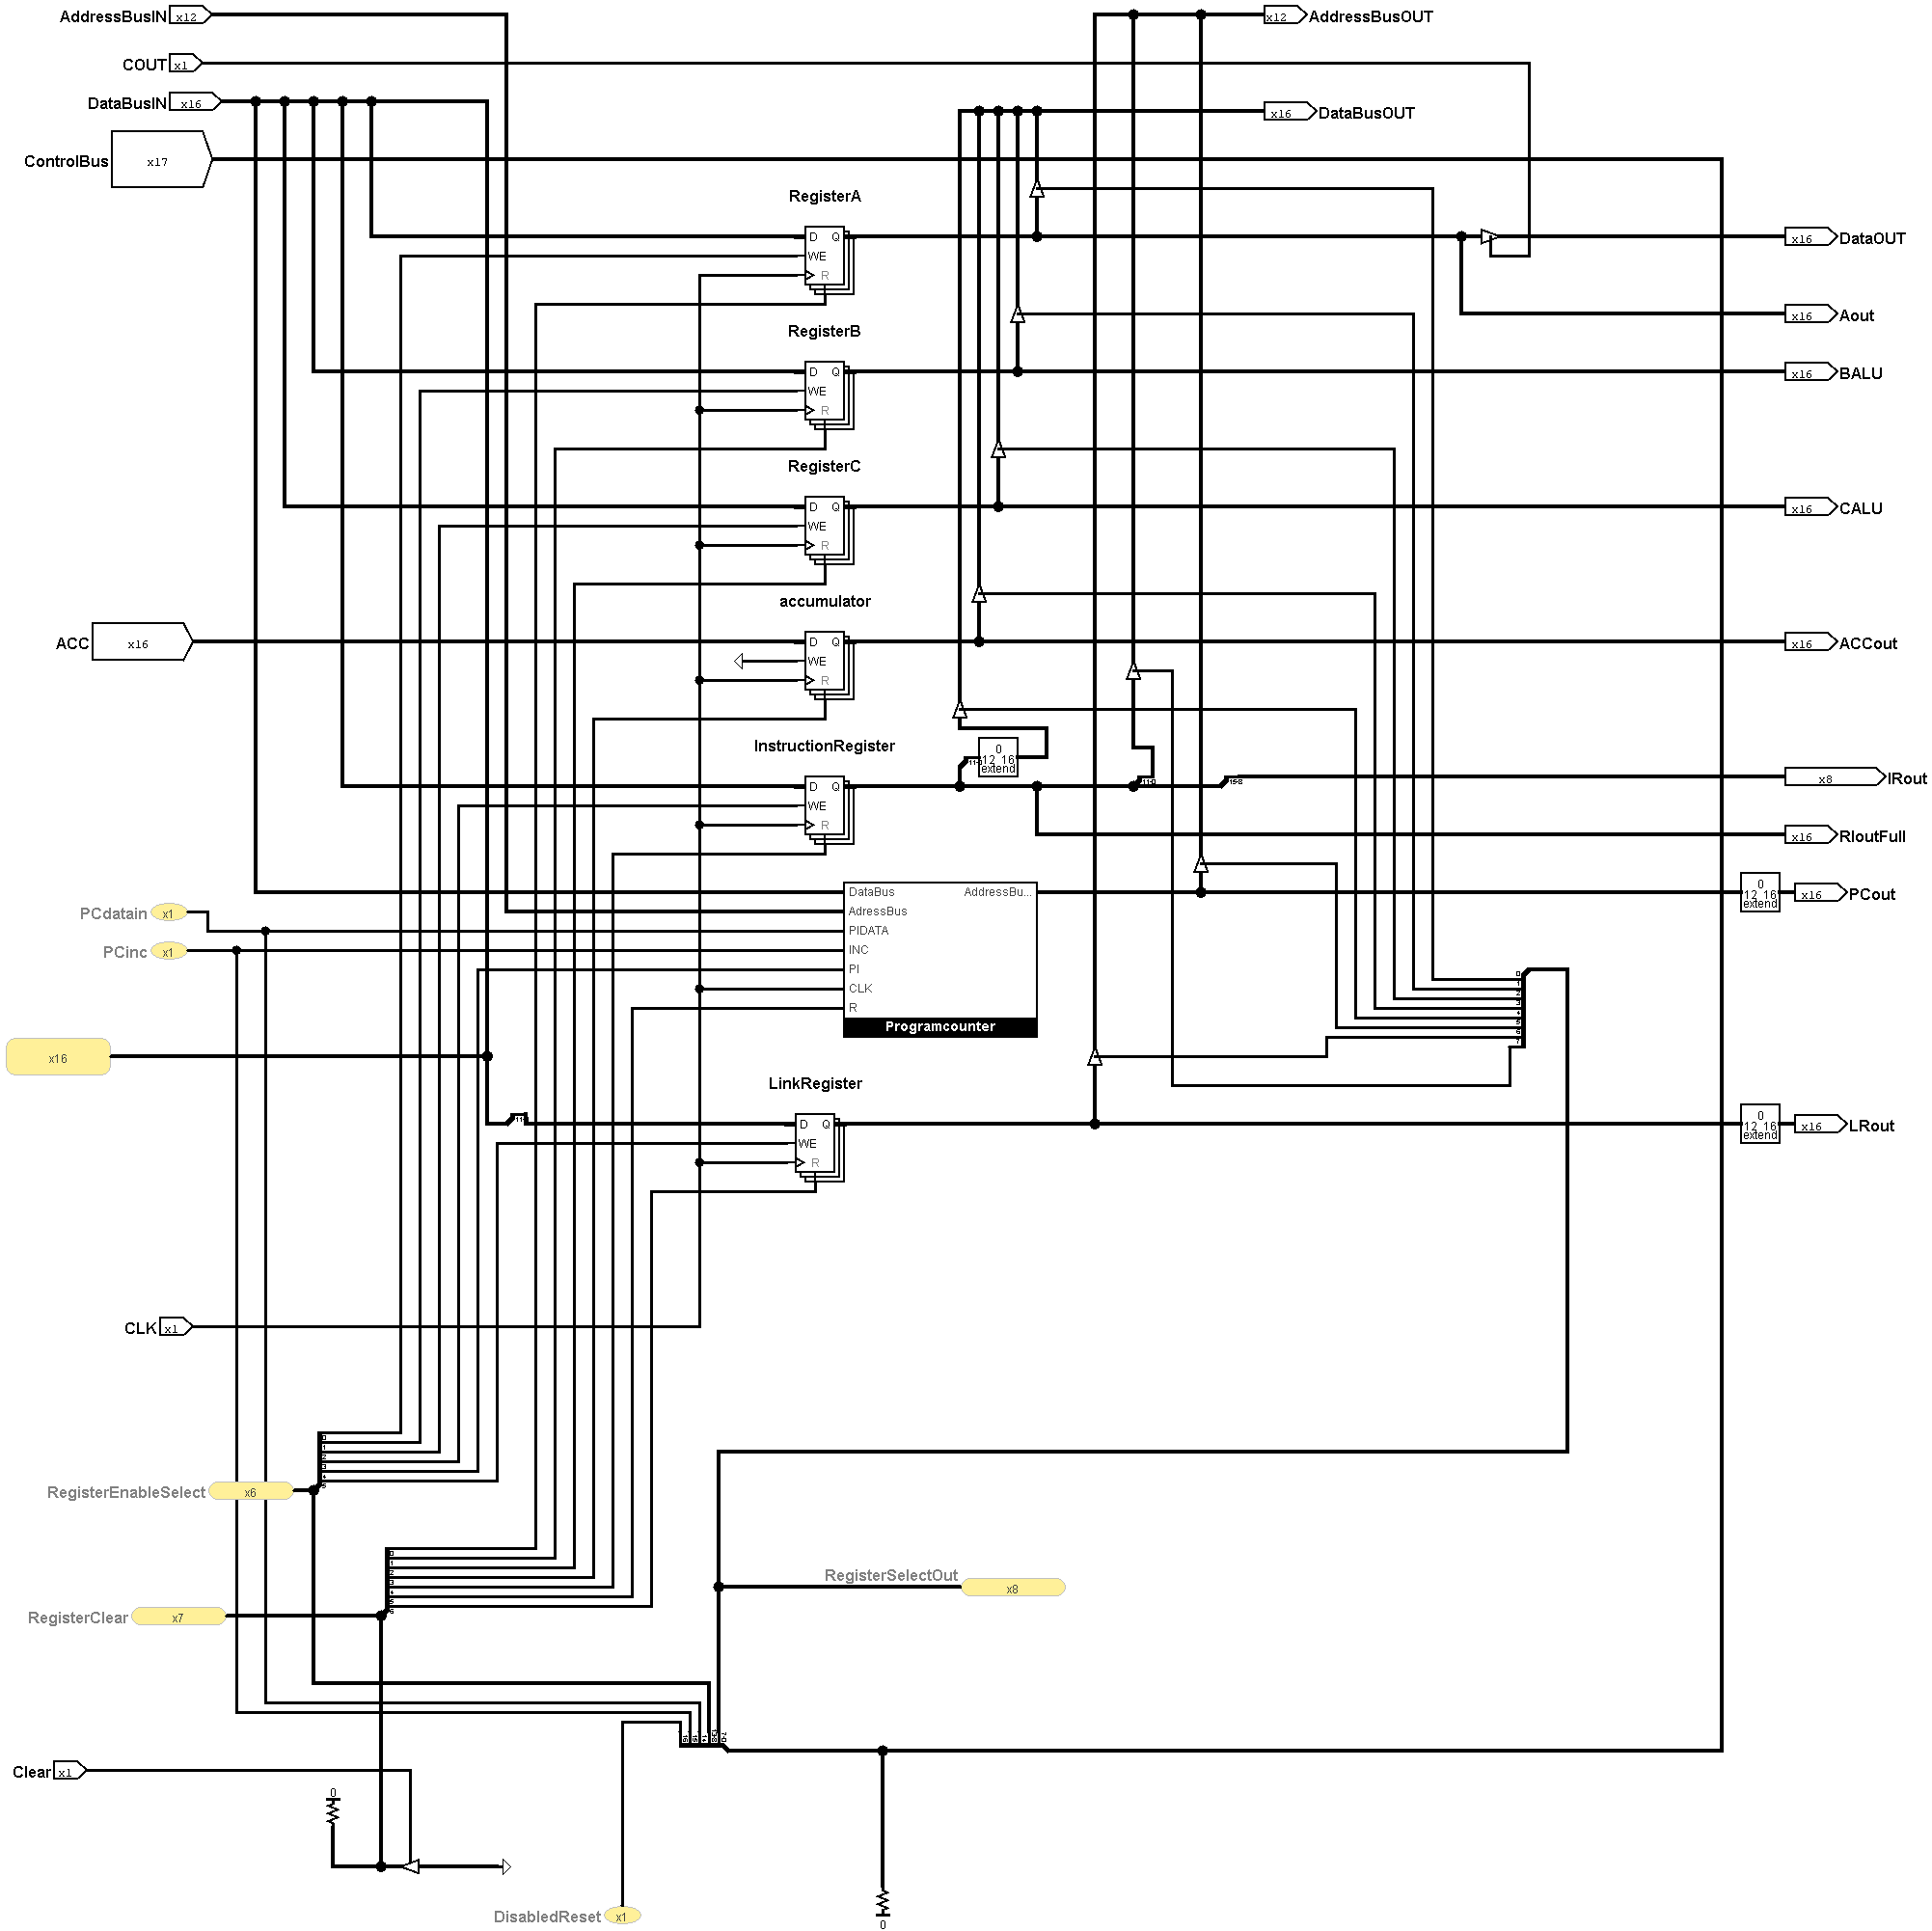 AddressBusIN x12
x12 AddressBusOUT
COUT x1
DataBusIN x16
x16 DataBusOUT
ControlBus x17
RegisterA
D Q
WE
R
x16 DataOUT
x16 Aout
RegisterB
D Q
WE
R
x16 BALU
RegisterC
D Q
WE
R
x16 CALU
accumulator
ACC x16
D Q
WE
R
x16 ACCout
InstructionRegister
0
12 16
extend
D Q
WE
R
x8 IRout
x16 RIoutFull
DataBus AddressBu...
AdressBus
PIDATA
INC
PI
CLK
R
Programcounter
0
12 16
extend
x16 PCout
PCdatain x1
PCinc x1
x16
LinkRegister
D Q
WE
R
0
12 16
extend
x16 LRout
CLK x1
RegisterEnableSelect x6
RegisterSelectOut
x8
RegisterClear x7
Clear x1
0
DisabledReset x1
0